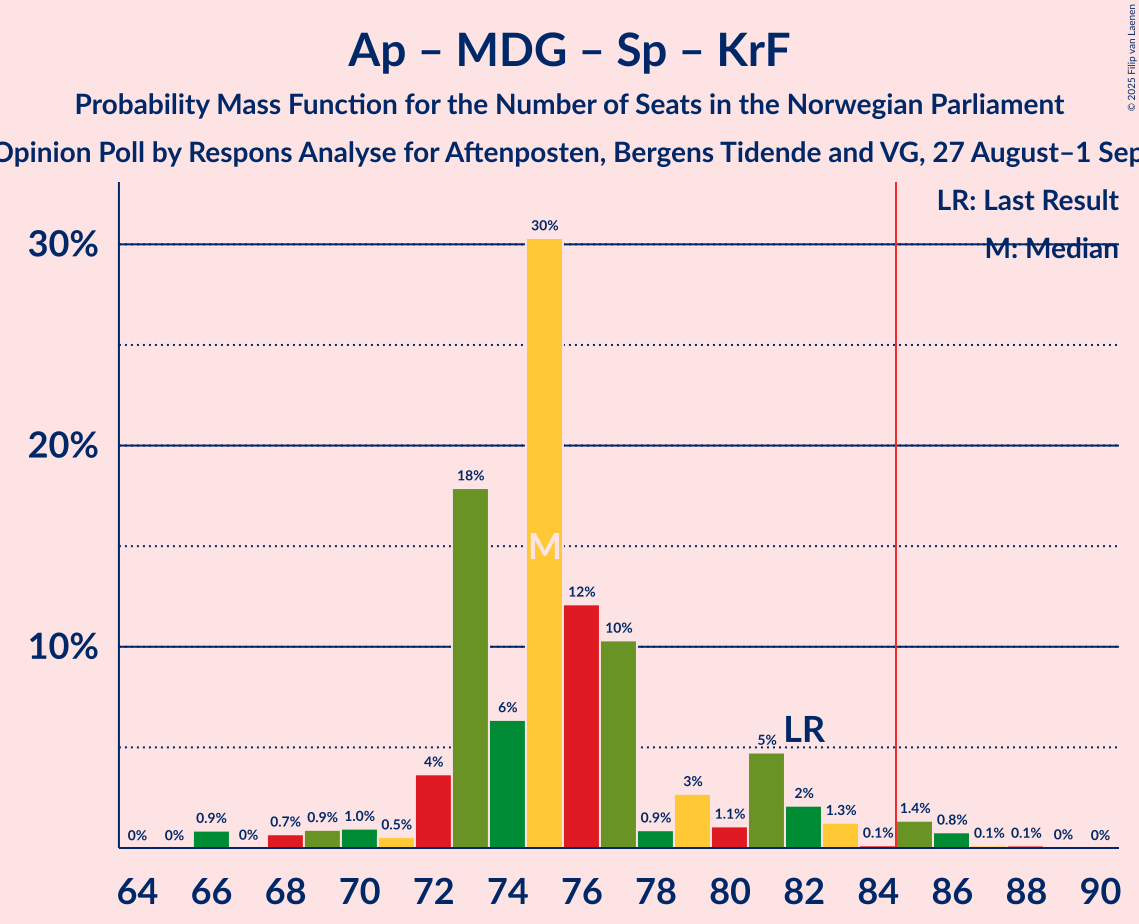 Ap – MDG – Sp – KrF
Probability Mass Function for the Number of Seats in the Norwegian Parliament
Opinion Poll by Respons Analyse for Aftenposten, Bergens Tidende and VG, 27 August–1 Sep
© 2025 Filip van Laenen
LR: Last Result
M: Median
30%
20%
10%
0% 0% 0.9% 0% 0.7% 0.9% 1.0% 0.5% 4% 18% 6% 30% 12% 10% 0.9% 3% 1.1% 5% 2% 1.3% 0.1% 1.4% 0.8% 0.1% 0.1% 0% 0%
M
LR
64 66 68 70 72 74 76 78 80 82 84 86 88 90